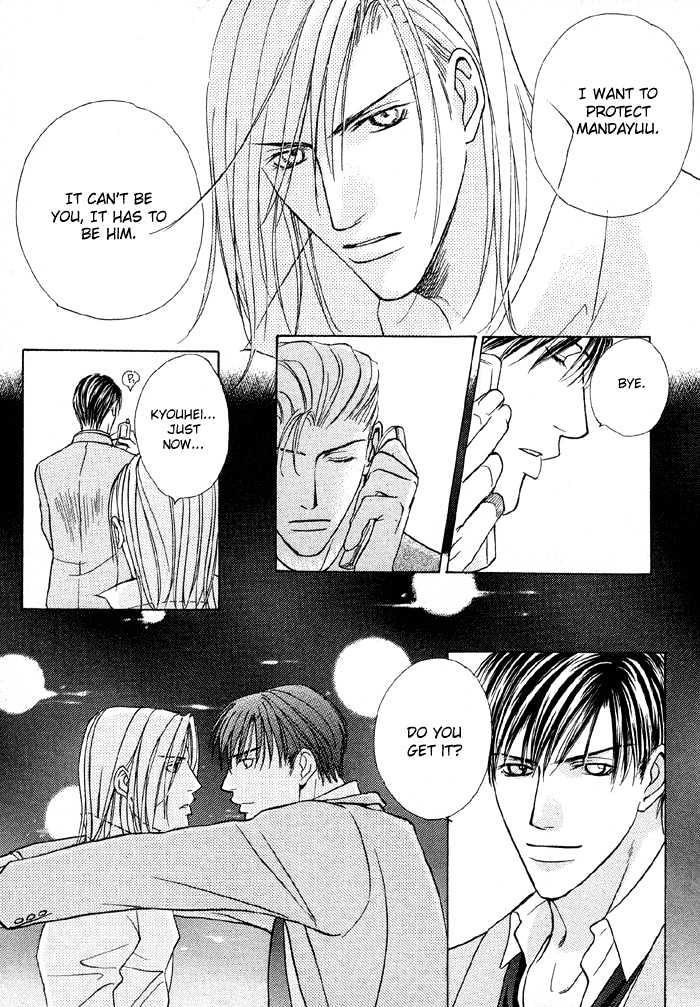 I WANT TO
PROTECT
MANDAYUU.
IT CAN'T BE
YOU, IT HAS TO
BE HIM.
BYE.
KYOUHEI...
JUST
NOW...
DO YOU
GET IT?